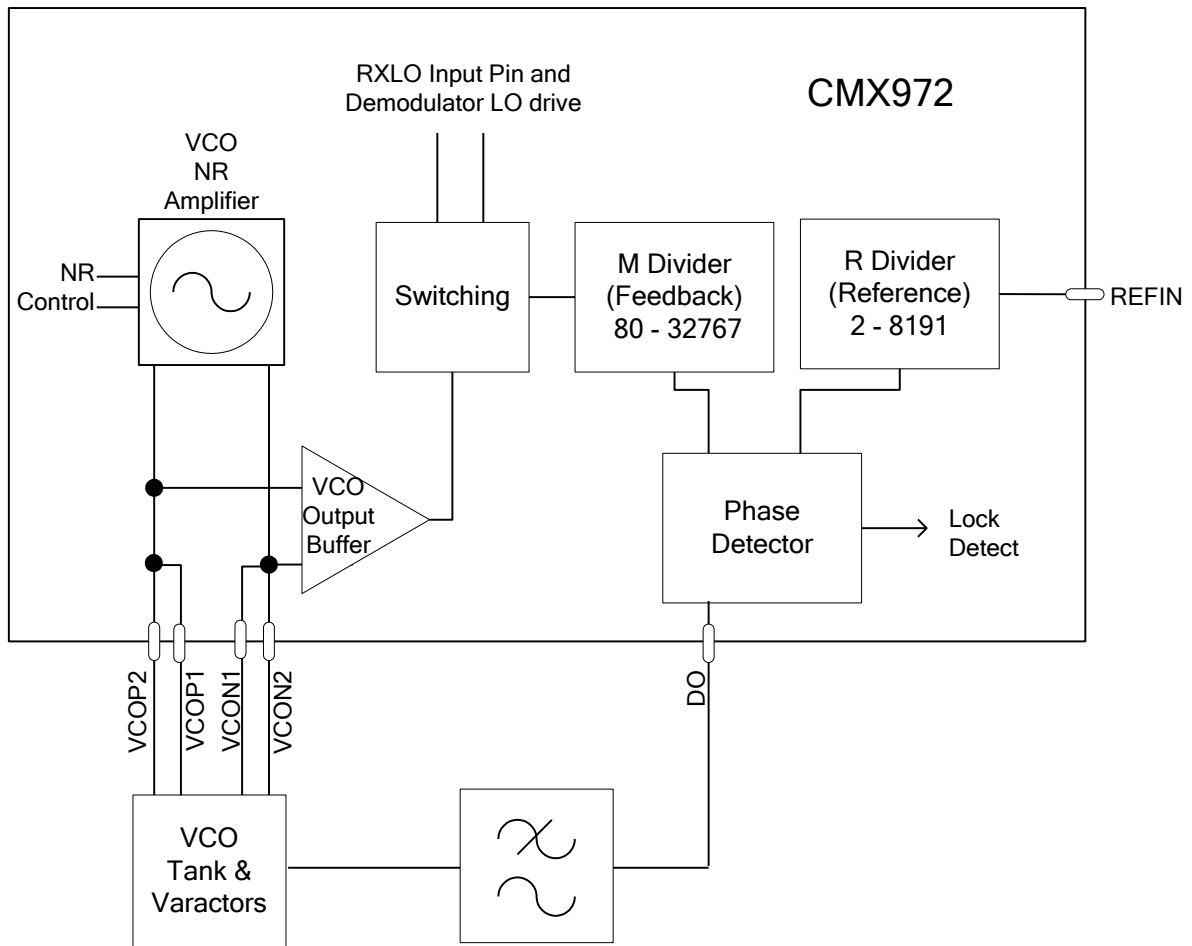 RXLO Input Pin and
Demodulator LO drive
CMX972
VCO
NR
Amplifier
NR
Control
Switching
M Divider
(Feedback)
80 - 32767
R Divider
(Reference)
2 - 8191
REFIN
VCO
Output
Buffer
Phase
Detector
Lock
Detect
VCOP2
VCOP1
VCON1
VCON2
DO
VCO
Tank &
Varactors